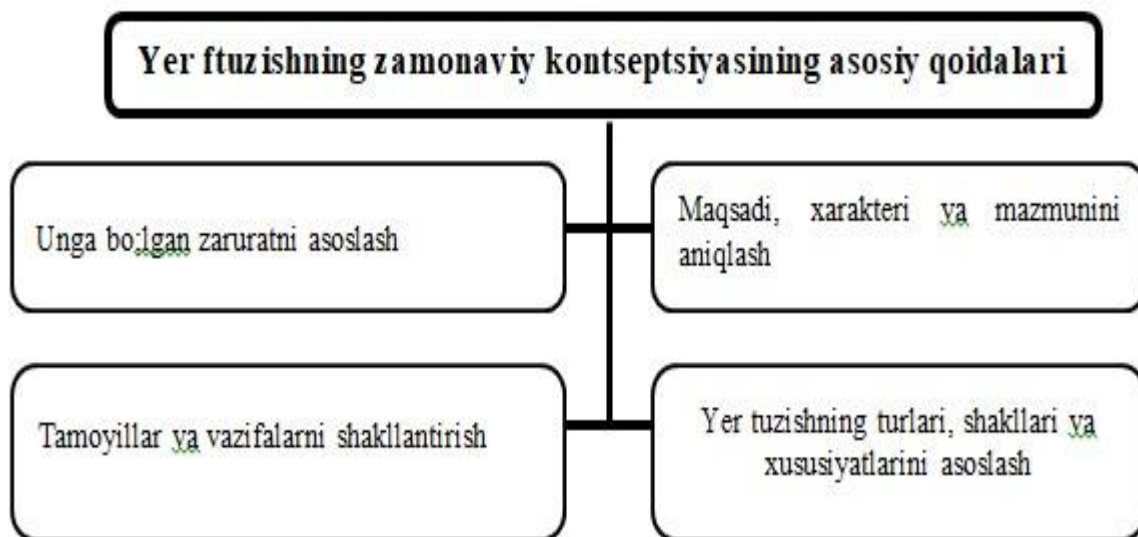 Yer ftuzishning zamonaviy kontseptsiyasining asosiy qoidalari
Unga bo;lgan zaruratni asoslash
Maqsadi, xarakteri va mazmunini
aniqlash
Tamoyillar va vazifalarni shakllantirish
Yer tuzishning turlari, shakllari va
xususiyatlarini asoslash